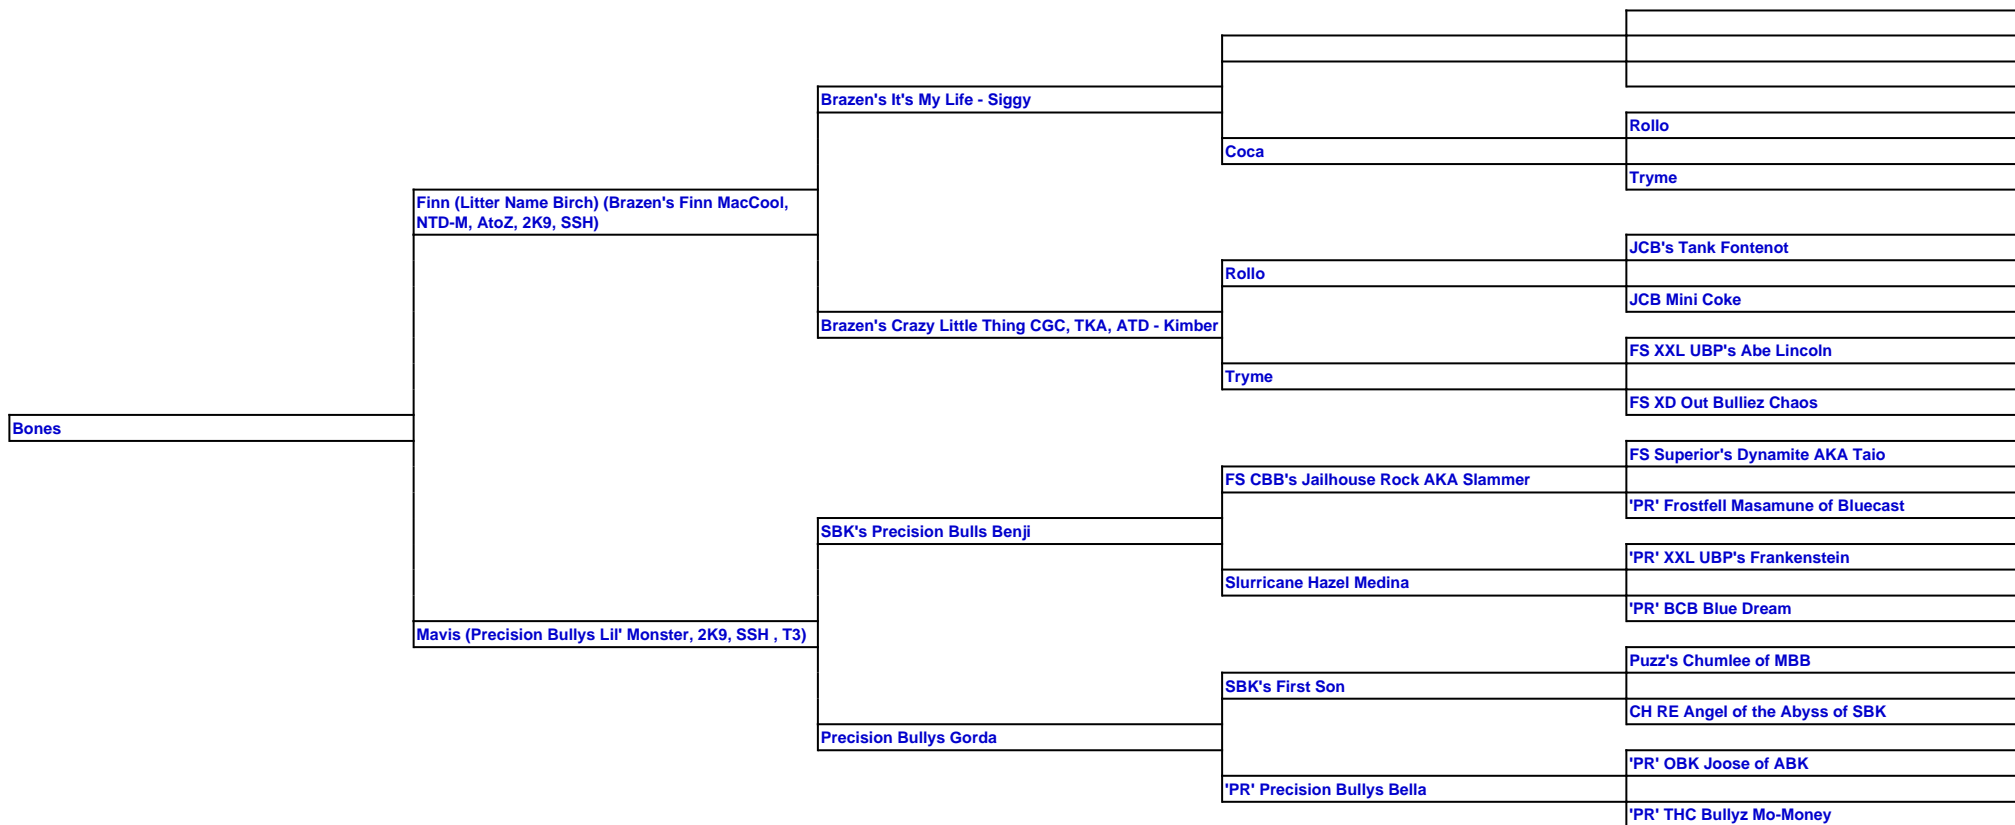 Brazen's It's My Life - Siggy
Rollo
Coca
Tryme
Finn (Litter Name Birch) (Brazen's Finn MacCool,
NTD-M, AtoZ, 2K9, SSH)
JCB's Tank Fontenot
Rollo
JCB Mini Coke
Brazen's Crazy Little Thing CGC, TKA, ATD - Kimber
FS XXL UBP's Abe Lincoln
Tryme
FS XD Out Bulliez Chaos
Bones
FS Superior's Dynamite AKA Taio
FS CBB's Jailhouse Rock AKA Slammer
'PR' Frostfell Masamune of Bluecast
SBK's Precision Bulls Benji
'PR' XXL UBP's Frankenstein
Slurricane Hazel Medina
'PR' BCB Blue Dream
Mavis (Precision Bullys Lil' Monster, 2K9, SSH , T3)
Puzz's Chumlee of MBB
SBK's First Son
CH RE Angel of the Abyss of SBK
Precision Bullys Gorda
'PR' OBK Joose of ABK
'PR' Precision Bullys Bella
'PR' THC Bullyz Mo-Money